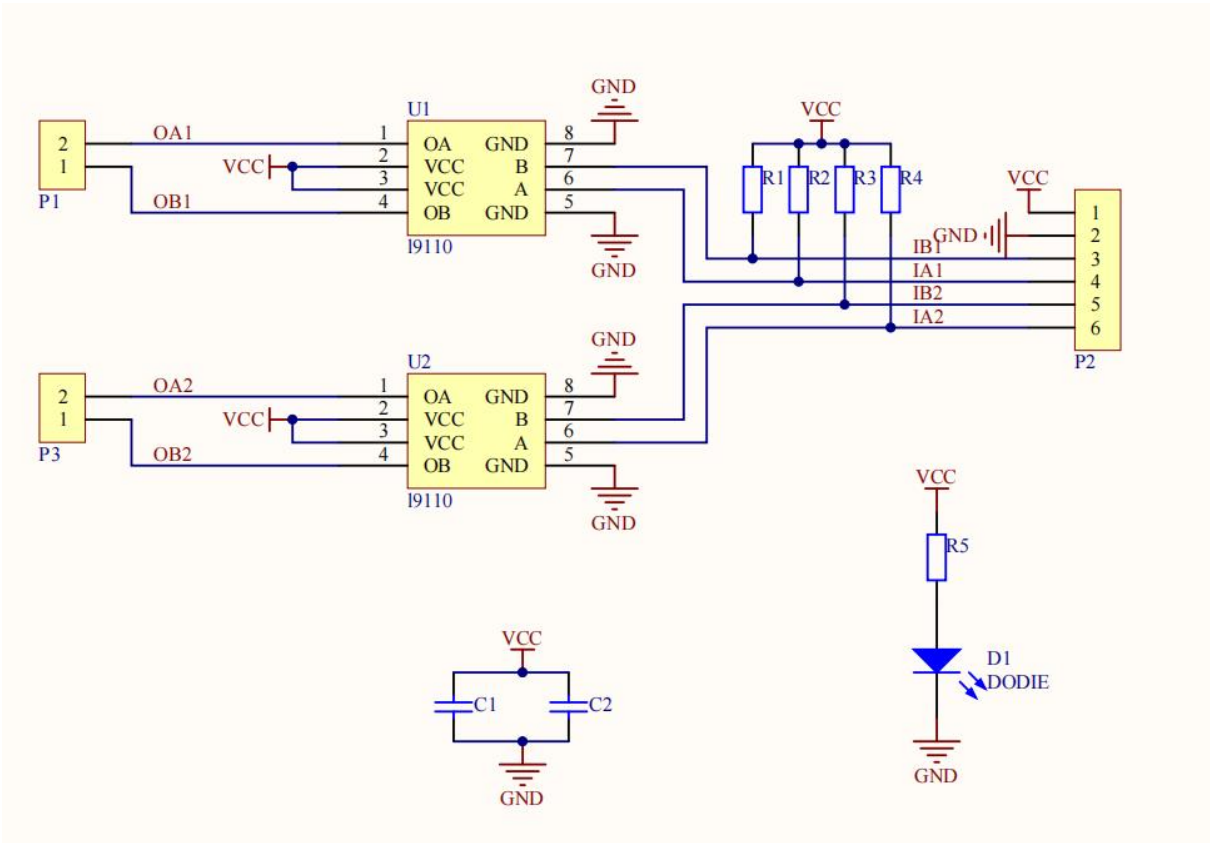 GND
U1
VCC
2
1
P1
OA1
VCC
OB1
1
2
3
4
OA
VCC
VCC
OB
GND
B
A
GND
8
7
6
5
I9110
GND
R1
R2
R3
R4
VCC
GND
IB1
IA1
IB2
IA2
1
2
3
4
5
6
P2
GND
U2
2
1
P3
OA2
VCC
OB2
1
2
3
4
OA
VCC
VCC
OB
GND
B
A
GND
8
7
6
5
I9110
GND
VCC
R5
D1
DODIE
GND
VCC
C1
C2
GND